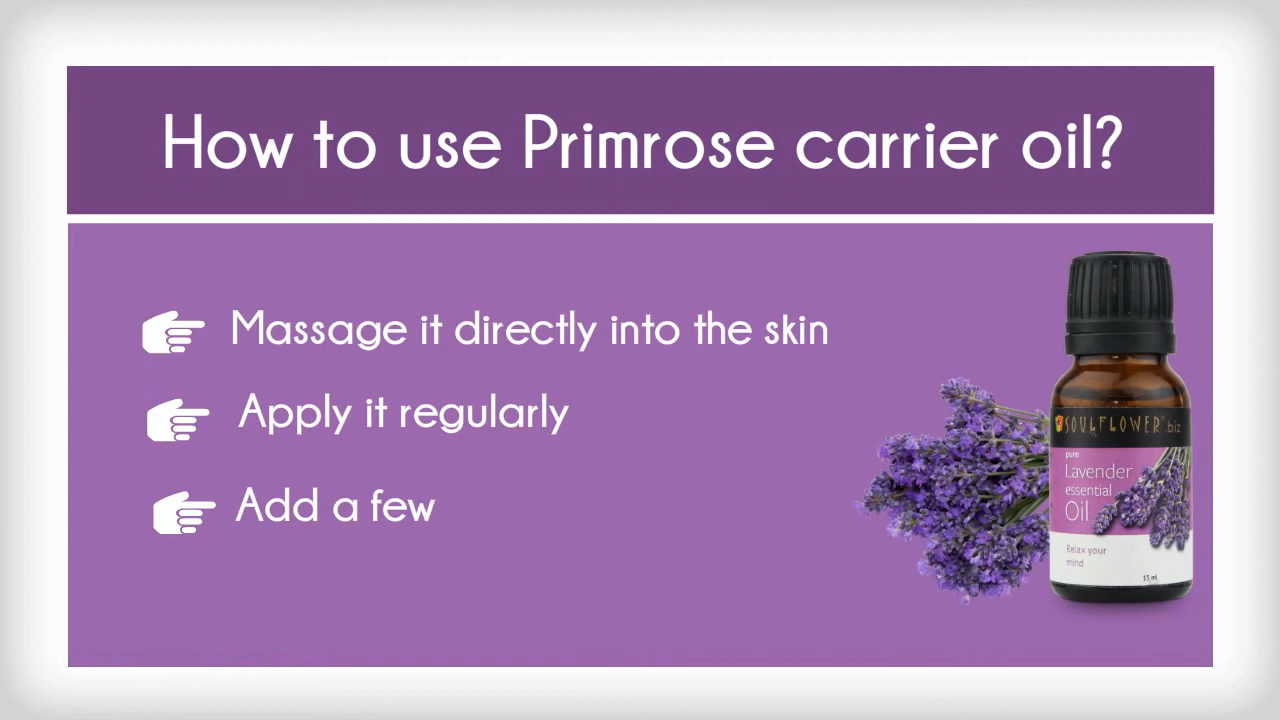 How to use Primrose carrier oil?
Massage it directly into the skin
Apply it regularly
Add a few
SOULFLOWER.biz
pure
Lavender
essential
Oil
Relax your
mind
15 ml